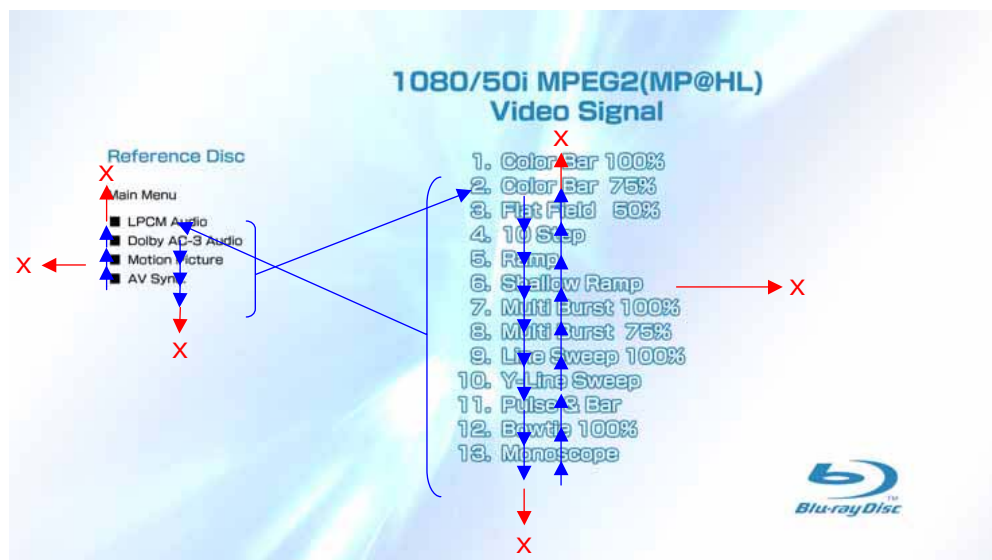 1080/50i MPEG2(MP@HL)
Video Signal
Reference Disc
Main Menu
■ LPCM Audio
■ Dolby AC-3 Audio
■ Motion Picture
■ AV Sync.
X
X
X
X
1. Color Bar 100%
2. Color Bar 75%
3. Flat Field 50%
4. 10 Step
5. Ramp
6. Shallow Ramp
7. Multi Burst 100%
8. Multi Burst 75%
9. Line Sweep 100%
10. Y-Line Sweep
11. Pulse & Bar
12. Bowtie 100%
13. Monoscope
X
X
Blu-ray Disc TM